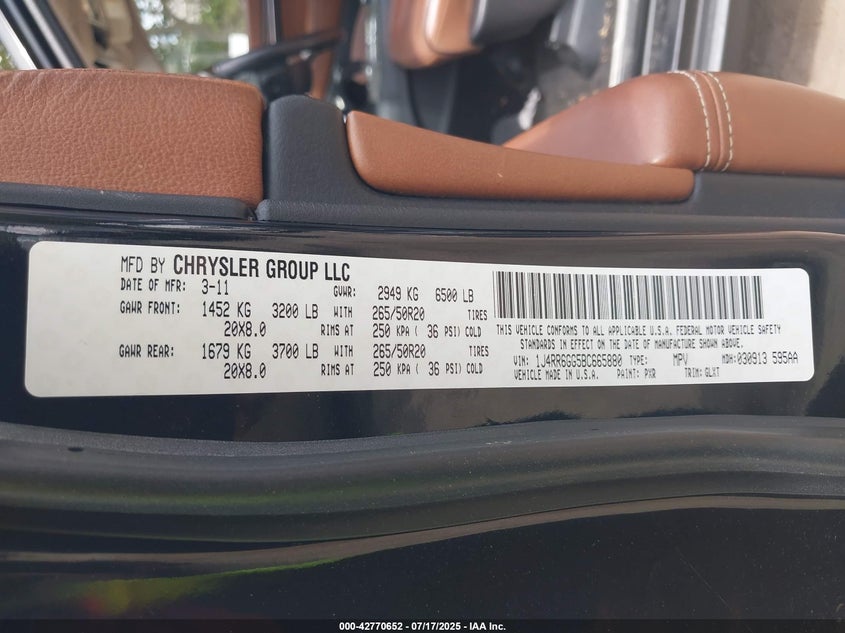 MFD BY CHRYSLER GROUP LLC
DATE OF MFR: 3-11 GVWR: 2949 KG 6500 LB
GAWR FRONT: 1452 KG 3200 LB WITH 265/50R20 TIRES
20X8.0 RIMS AT 250 KPA ( 36 PSI) COLD
GAWR REAR: 1679 KG 3700 LB WITH 265/50R20 TIRES
20X8.0 RIMS AT 250 KPA ( 36 PSI) COLD
THIS VEHICLE CONFORMS TO ALL APPLICABLE U.S.A. FEDERAL MOTOR VEHICLE SAFETY
STANDARDS IN EFFECT ON THE DATE OF MANUFACTURE SHOWN ABOVE.
VIN: 1J4RR6GG5BC665880 TYPE: MPV MDH: 030913 595AA
VEHICLE MADE IN U.S.A. PAINT: PXR TRIM: GLXT
000-42770652 - 07/17/2025 - IAA Inc.